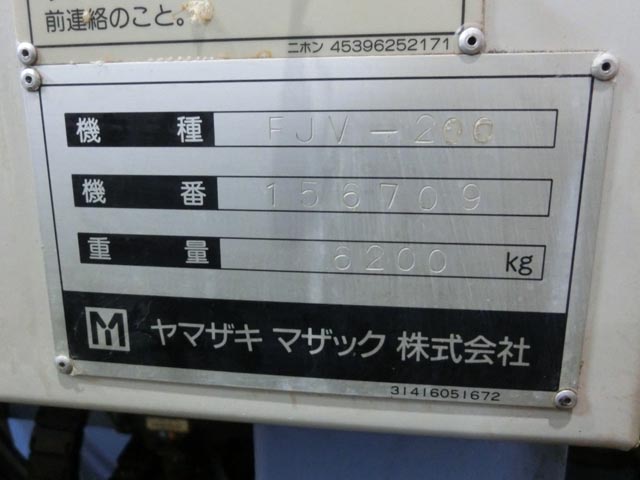 前連絡のこと。
ニホン 45396252171
機種 FJV-200
機番 156709
重量 6200 kg
M ヤマザキ マザック 株式会社
31416051672